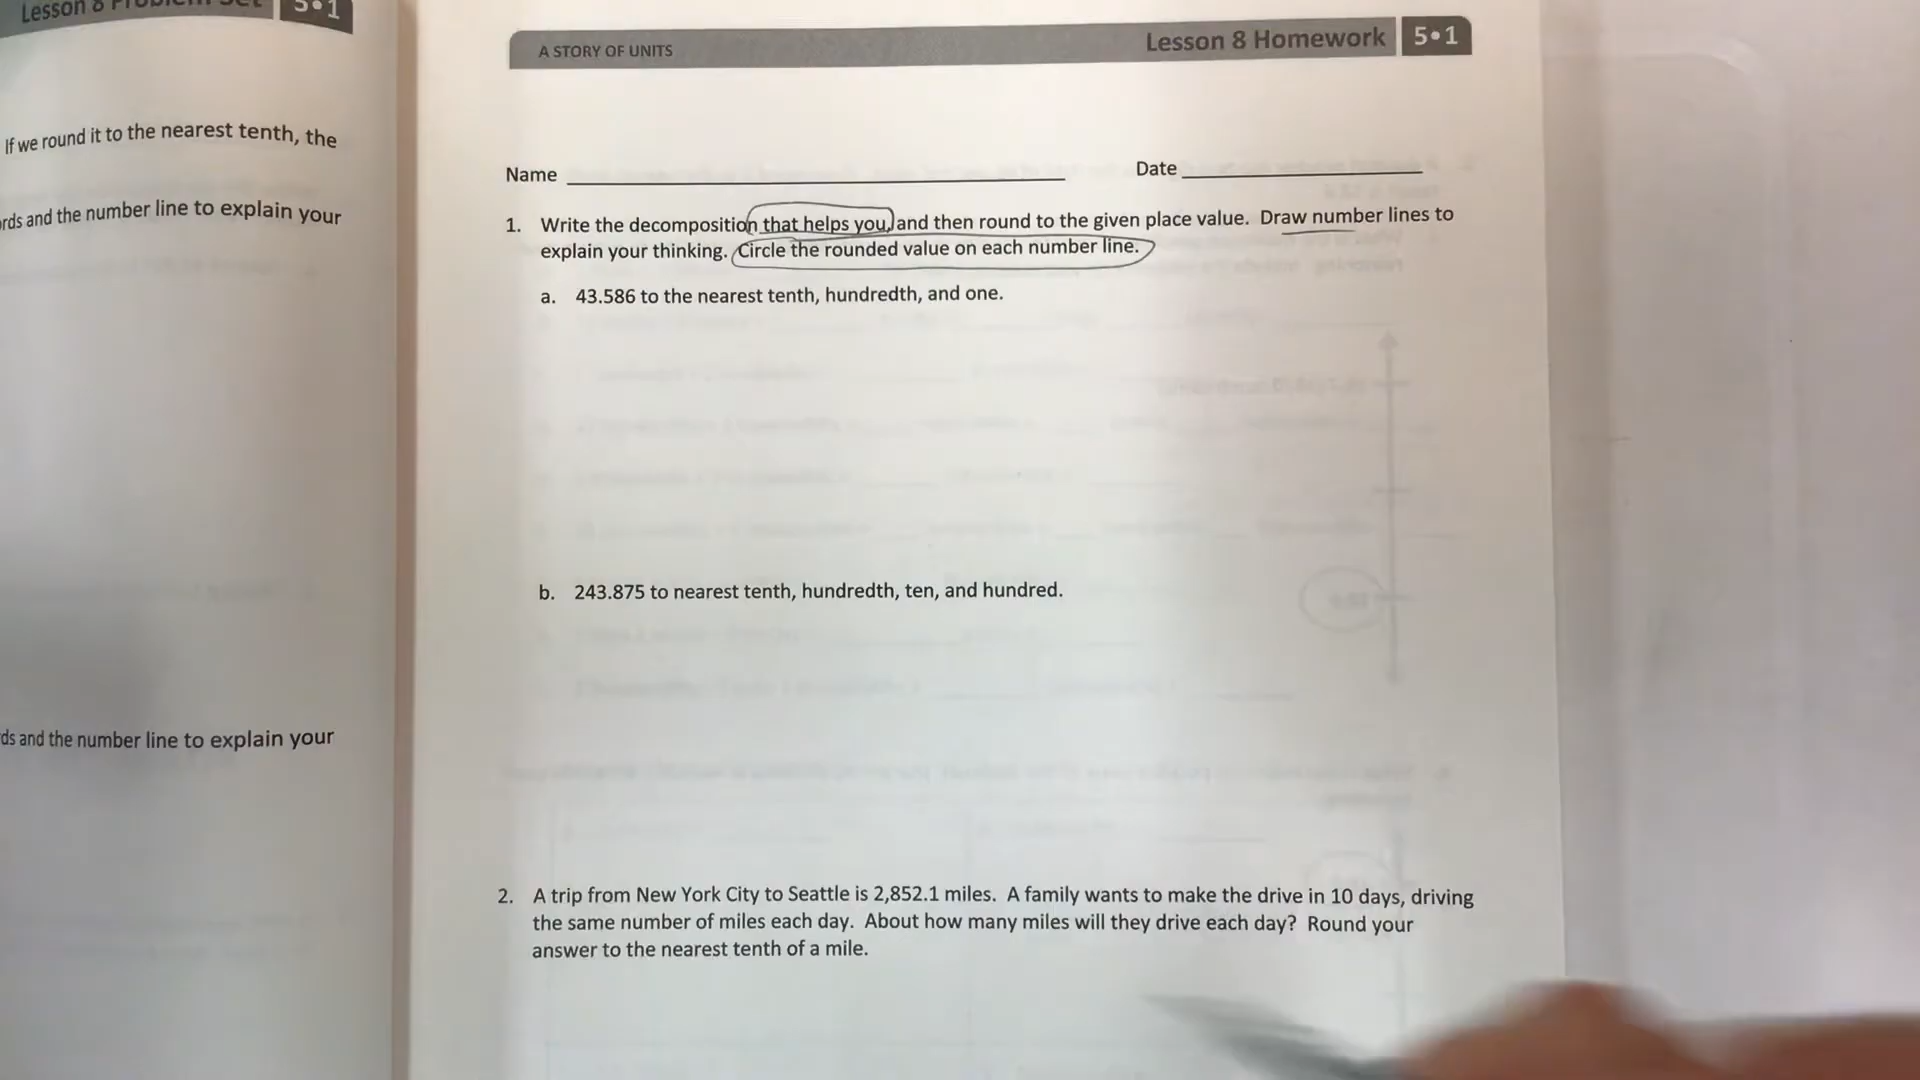 Lesson 8 Problem Set 5•1
If we round it to the nearest tenth, the
and the number line to explain your
and the number line to explain your
A STORY OF UNITS
Lesson 8 Homework 5•1
Name
Date
1. Write the decomposition that helps you, and then round to the given place value. Draw number lines to
explain your thinking. Circle the rounded value on each number line.
a. 43.586 to the nearest tenth, hundredth, and one.
b. 243.875 to nearest tenth, hundredth, ten, and hundred.
2. A trip from New York City to Seattle is 2,852.1 miles. A family wants to make the drive in 10 days, driving
the same number of miles each day. About how many miles will they drive each day? Round your
answer to the nearest tenth of a mile.